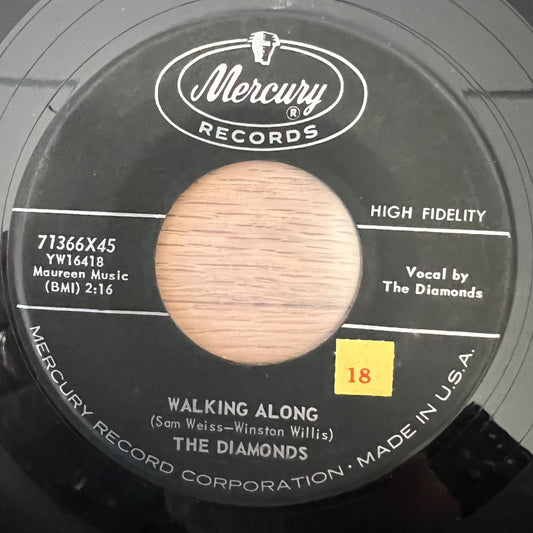 Mercury
®
RECORDS
HIGH FIDELITY
71366X45
YW16418
Maureen Music
(BMI) 2:16
Vocal by
The Diamonds
18
WALKING ALONG
(Sam Weiss—Winston Willis)
THE DIAMONDS
MERCURY RECORD CORPORATION · MADE IN U.S.A.